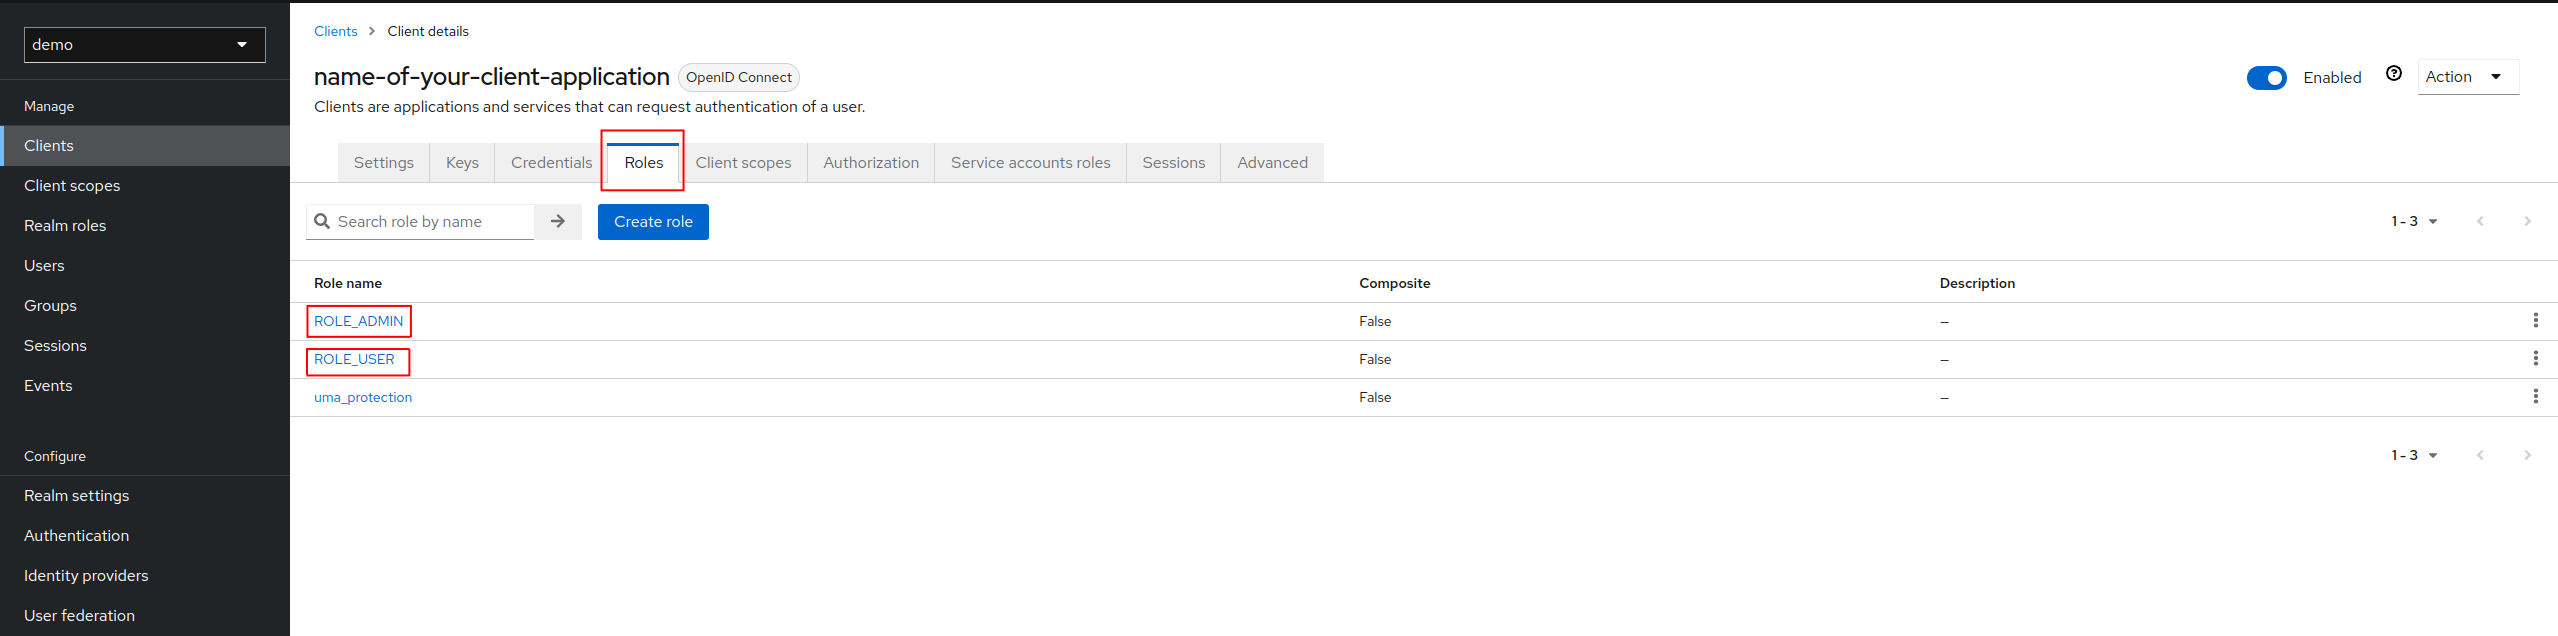 demo
Manage
Clients
Client scopes
Realm roles
Users
Groups
Sessions
Events
Configure
Realm settings
Authentication
Identity providers
User federation
Clients > Client details
name-of-your-client-application OpenID Connect
Clients are applications and services that can request authentication of a user.
Enabled Action
Settings Keys Credentials Roles Client scopes Authorization Service accounts roles Sessions Advanced
Search role by name Create role 1 - 3
Role name Composite Description
ROLE_ADMIN False –
ROLE_USER False –
uma_protection False –
1 - 3